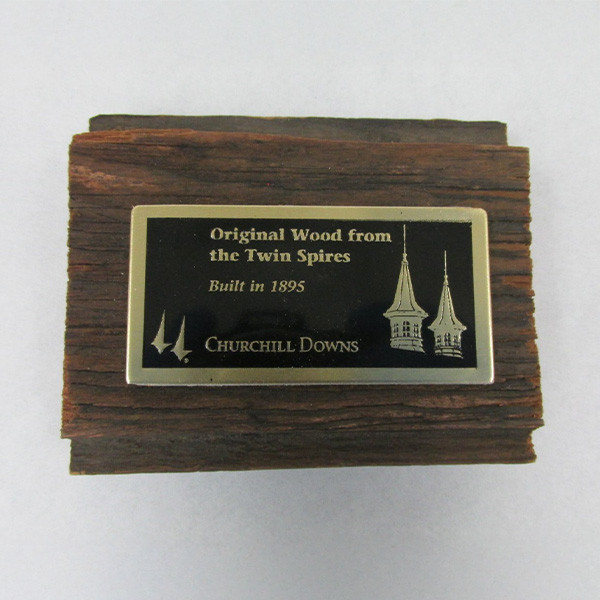 Original Wood from
the Twin Spires
Built in 1895
CHURCHILL DOWNS